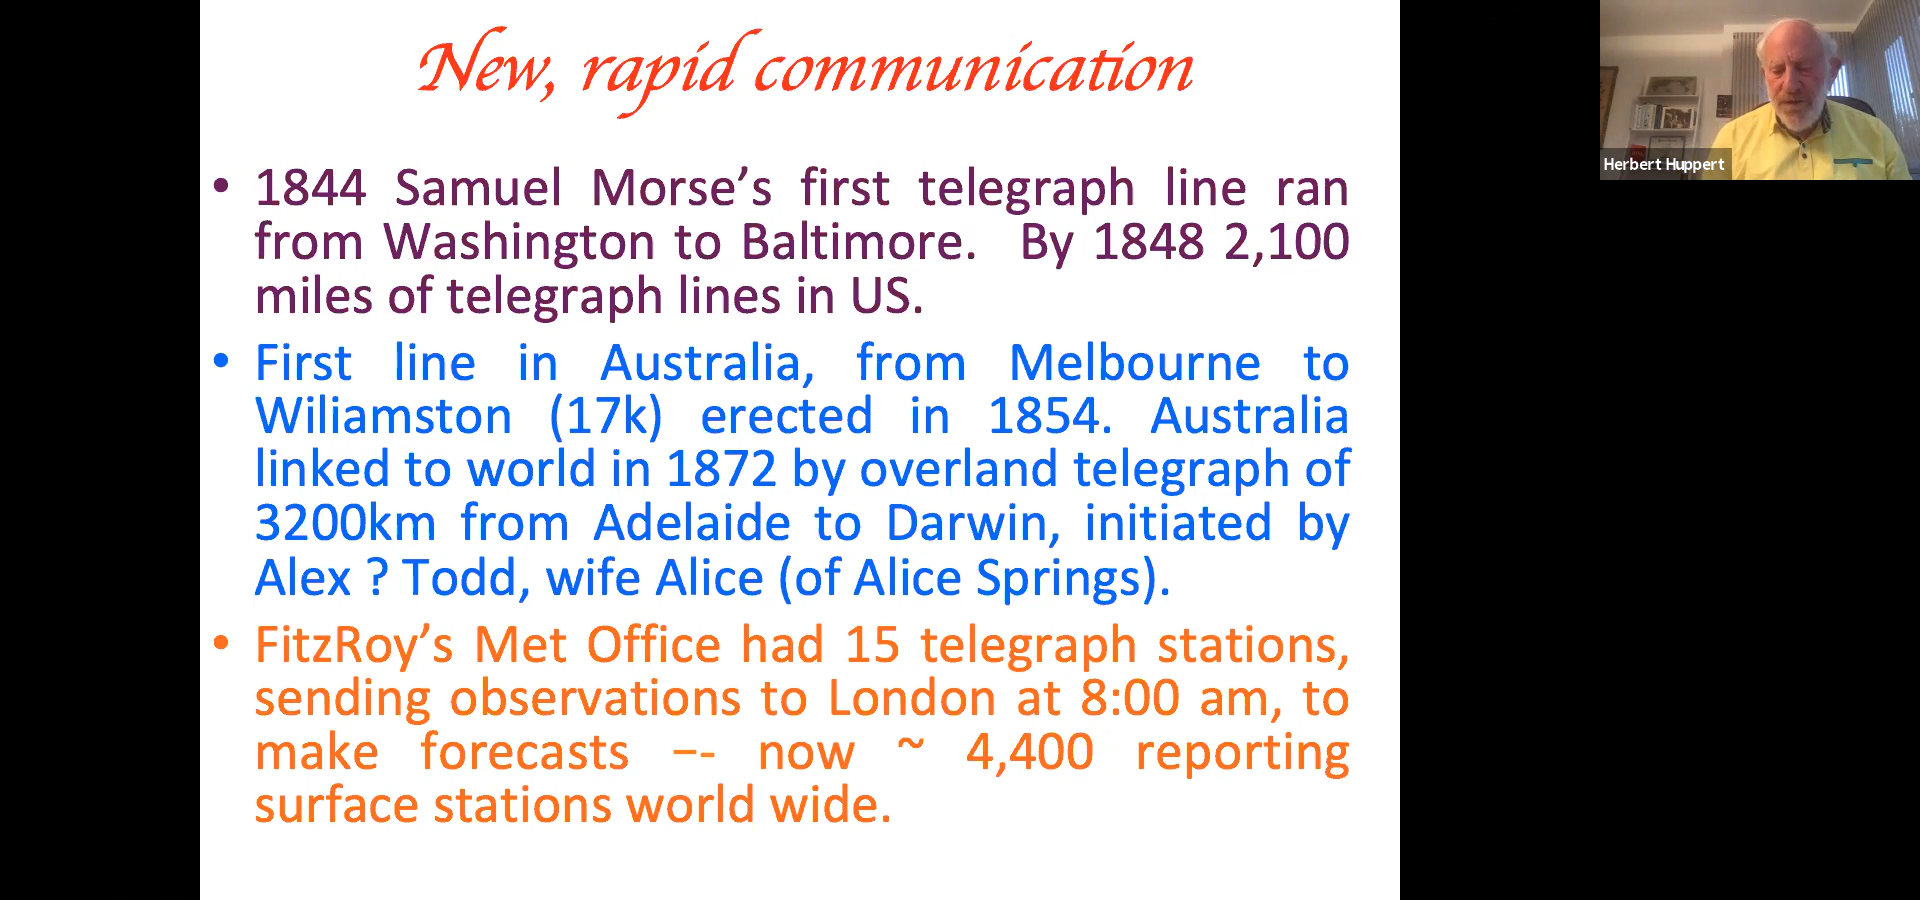 New, rapid communication
• 1844 Samuel Morse’s first telegraph line ran
from Washington to Baltimore. By 1848 2,100
miles of telegraph lines in US.
• First line in Australia, from Melbourne to
Wiliamston (17k) erected in 1854. Australia
linked to world in 1872 by overland telegraph of
3200km from Adelaide to Darwin, initiated by
Alex ? Todd, wife Alice (of Alice Springs).
• FitzRoy’s Met Office had 15 telegraph stations,
sending observations to London at 8:00 am, to
make forecasts –- now ~ 4,400 reporting
surface stations world wide.
Herbert Huppert